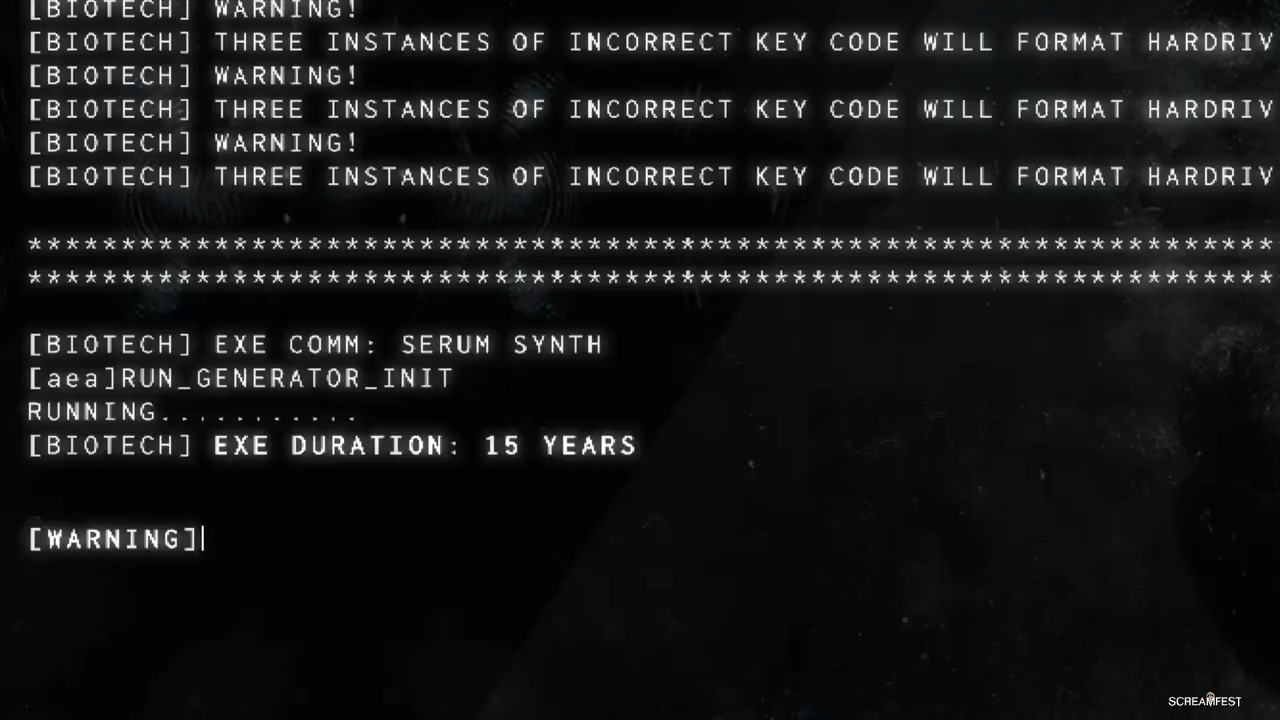 [BIOTECH] WARNING!
[BIOTECH] THREE INSTANCES OF INCORRECT KEY CODE WILL FORMAT HARDRIV
[BIOTECH] WARNING!
[BIOTECH] THREE INSTANCES OF INCORRECT KEY CODE WILL FORMAT HARDRIV
[BIOTECH] WARNING!
[BIOTECH] THREE INSTANCES OF INCORRECT KEY CODE WILL FORMAT HARDRIV
*******************************************************************
*******************************************************************
[BIOTECH] EXE COMM: SERUM SYNTH
[aea]RUN_GENERATOR_INIT
RUNNING...........
[BIOTECH] EXE DURATION: 15 YEARS
[WARNING]
SCREAMFEST